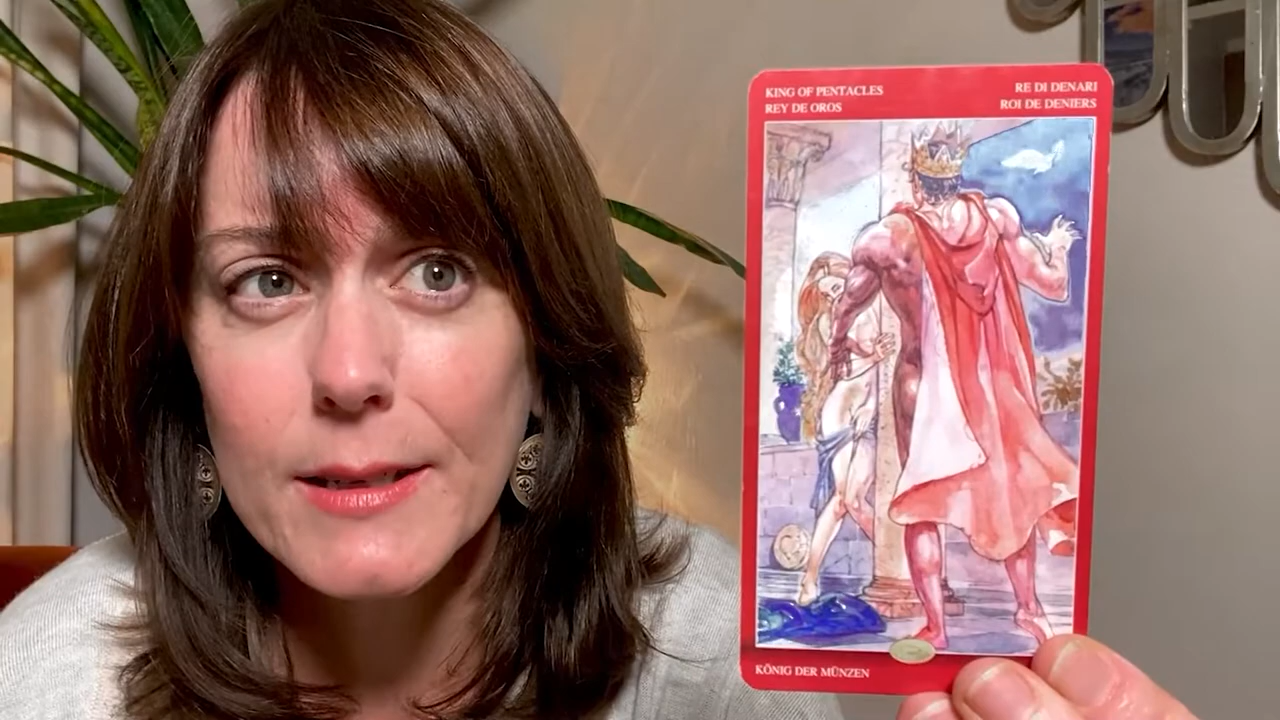 KING OF PENTACLES
REY DE OROS
RE DI DENARI
ROI DE DENIERS
KÖNIG DER MÜNZEN